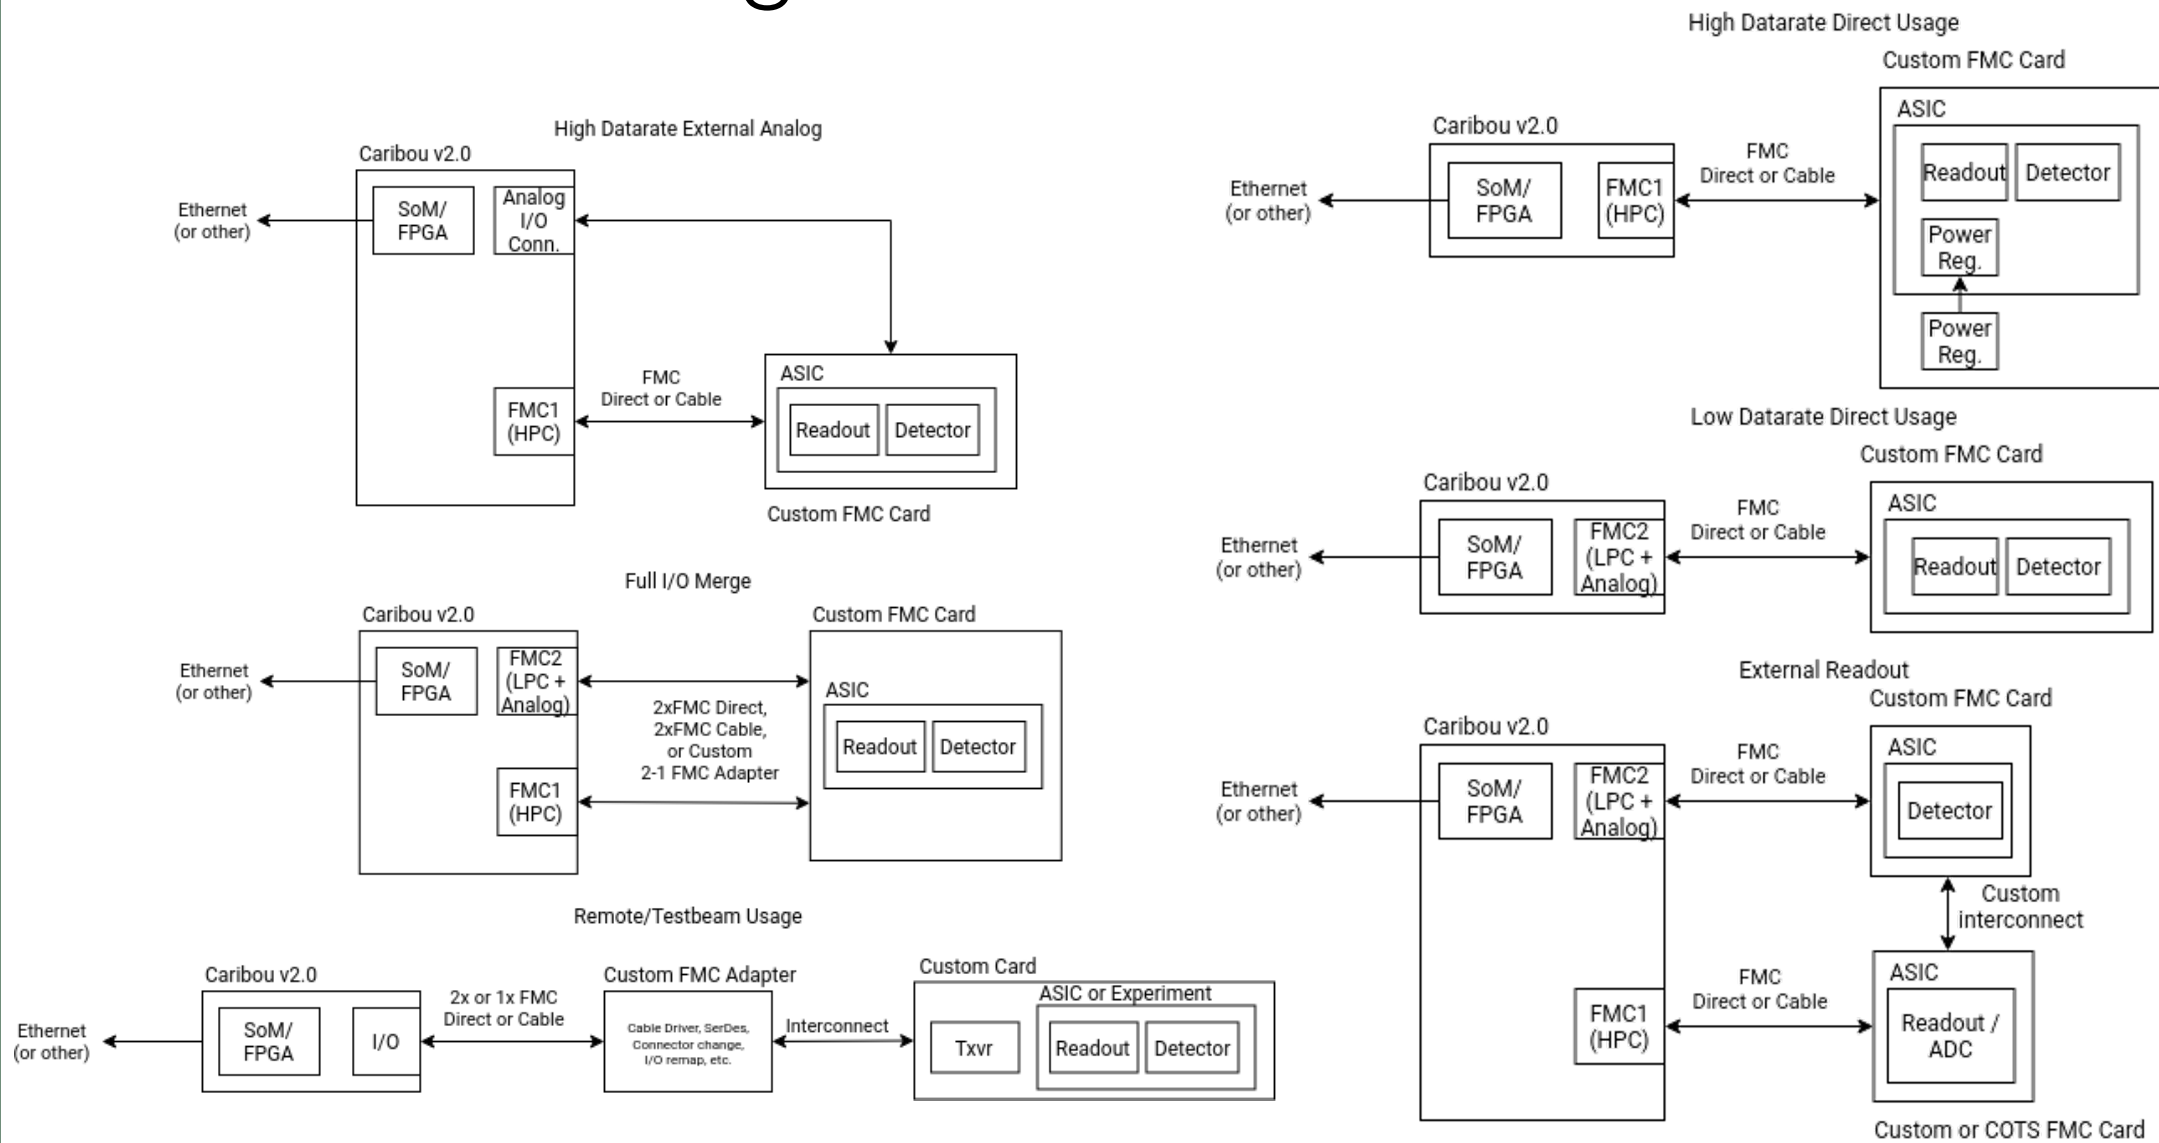 High Datarate External Analog
Caribou v2.0
Ethernet
(or other)
SoM/
FPGA
Analog
I/O
Conn.
FMC1
(HPC)
FMC
Direct or Cable
ASIC
Readout
Detector
Custom FMC Card
Full I/O Merge
Caribou v2.0
Ethernet
(or other)
SoM/
FPGA
FMC2
(LPC +
Analog)
FMC1
(HPC)
2xFMC Direct,
2xFMC Cable,
or Custom
2-1 FMC Adapter
Custom FMC Card
ASIC
Readout
Detector
Remote/Testbeam Usage
Caribou v2.0
Ethernet
(or other)
SoM/
FPGA
I/O
2x or 1x FMC
Direct or Cable
Custom FMC Adapter
Cable Driver, SerDes,
Connector change,
I/O remap, etc.
Interconnect
Custom Card
Txvr
ASIC or Experiment
Readout
Detector
High Datarate Direct Usage
Caribou v2.0
Ethernet
(or other)
SoM/
FPGA
FMC1
(HPC)
FMC
Direct or Cable
Custom FMC Card
ASIC
Readout
Detector
Power
Reg.
Power
Reg.
Low Datarate Direct Usage
Caribou v2.0
Ethernet
(or other)
SoM/
FPGA
FMC2
(LPC +
Analog)
FMC
Direct or Cable
Custom FMC Card
ASIC
Readout
Detector
External Readout
Caribou v2.0
Ethernet
(or other)
SoM/
FPGA
FMC2
(LPC +
Analog)
FMC
Direct or Cable
Custom FMC Card
ASIC
Detector
Custom
interconnect
FMC1
(HPC)
FMC
Direct or Cable
ASIC
Readout /
ADC
Custom or COTS FMC Card